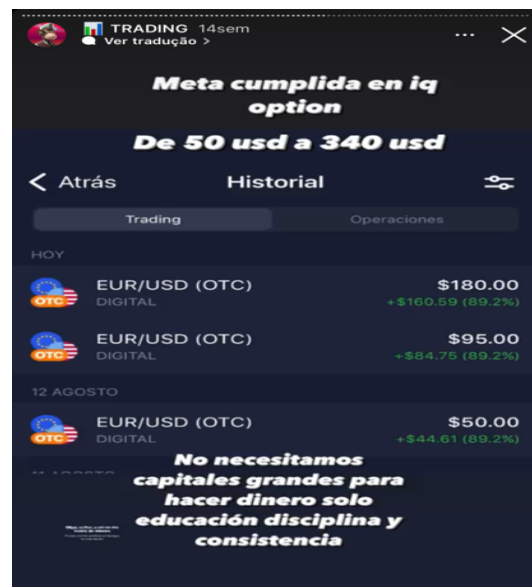 TRADING 14sem
Ver tradução >
Meta cumplida en iq
option
De 50 usd a 340 usd
Atrás Historial
Trading Operaciones
HOY
EUR/USD (OTC) $180.00
OTC DIGITAL +$160.59 (89.2%)
EUR/USD (OTC) $95.00
OTC DIGITAL +$84.75 (89.2%)
12 AGOSTO
EUR/USD (OTC) $50.00
OTC DIGITAL +$44.61 (89.2%)
No necesitamos
capitales grandes para
hacer dinero solo
educación disciplina y
consistencia